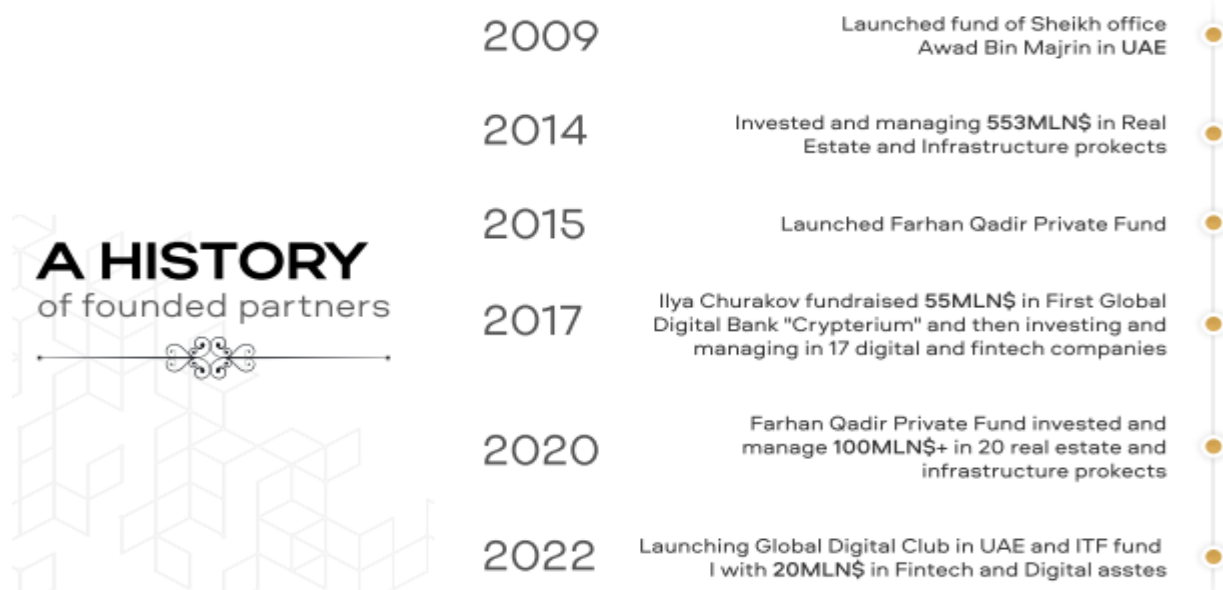 A HISTORY
of founded partners
2009
Launched fund of Sheikh office
Awad Bin Majrin in UAE
2014
Invested and managing 553MLN$ in Real
Estate and Infrastructure prokects
2015
Launched Farhan Qadir Private Fund
2017
Ilya Churakov fundraised 55MLN$ in First Global
Digital Bank "Crypterium" and then investing and
managing in 17 digital and fintech companies
2020
Farhan Qadir Private Fund invested and
manage 100MLN$+ in 20 real estate and
infrastructure prokects
2022
Launching Global Digital Club in UAE and ITF fund
I with 20MLN$ in Fintech and Digital asstes